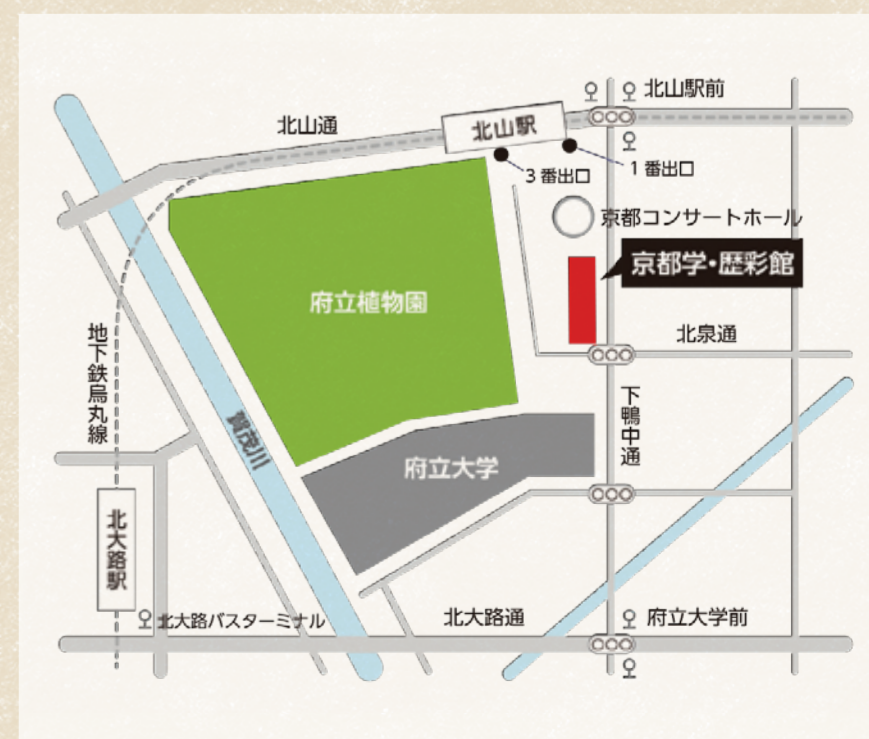 北山駅前
北山通
北山駅
3番出口
1番出口
京都コンサートホール
京都学・歴彩館
府立植物園
北泉通
地下鉄烏丸線
賀茂川
下鴨中通
府立大学
北大路駅
北大路バスターミナル
北大路通
府立大学前